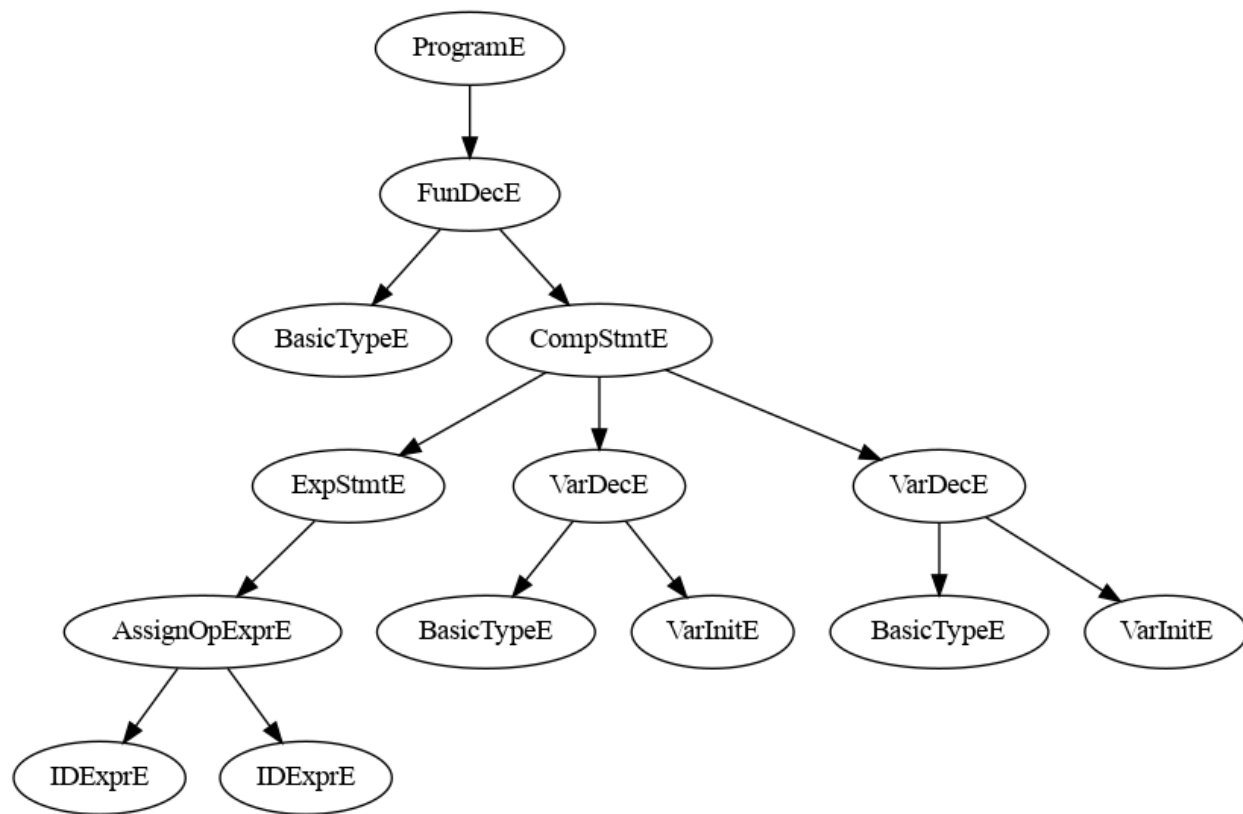 ProgramE
FunDecE
BasicTypeE CompStmtE
ExpStmtE VarDecE VarDecE
AssignOpExprE BasicTypeE VarInitE BasicTypeE VarInitE
IDExprE IDExprE